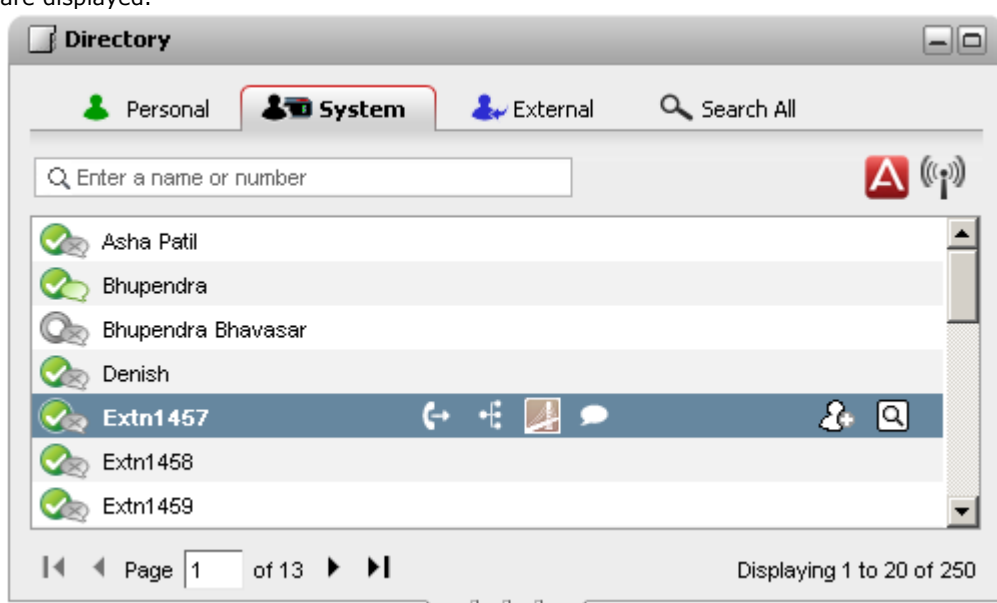 are displayed.
Directory
Personal System External Search All
Enter a name or number
Asha Patil
Bhupendra
Bhupendra Bhavasar
Denish
Extn1457
Extn1458
Extn1459
Page 1 of 13 Displaying 1 to 20 of 250